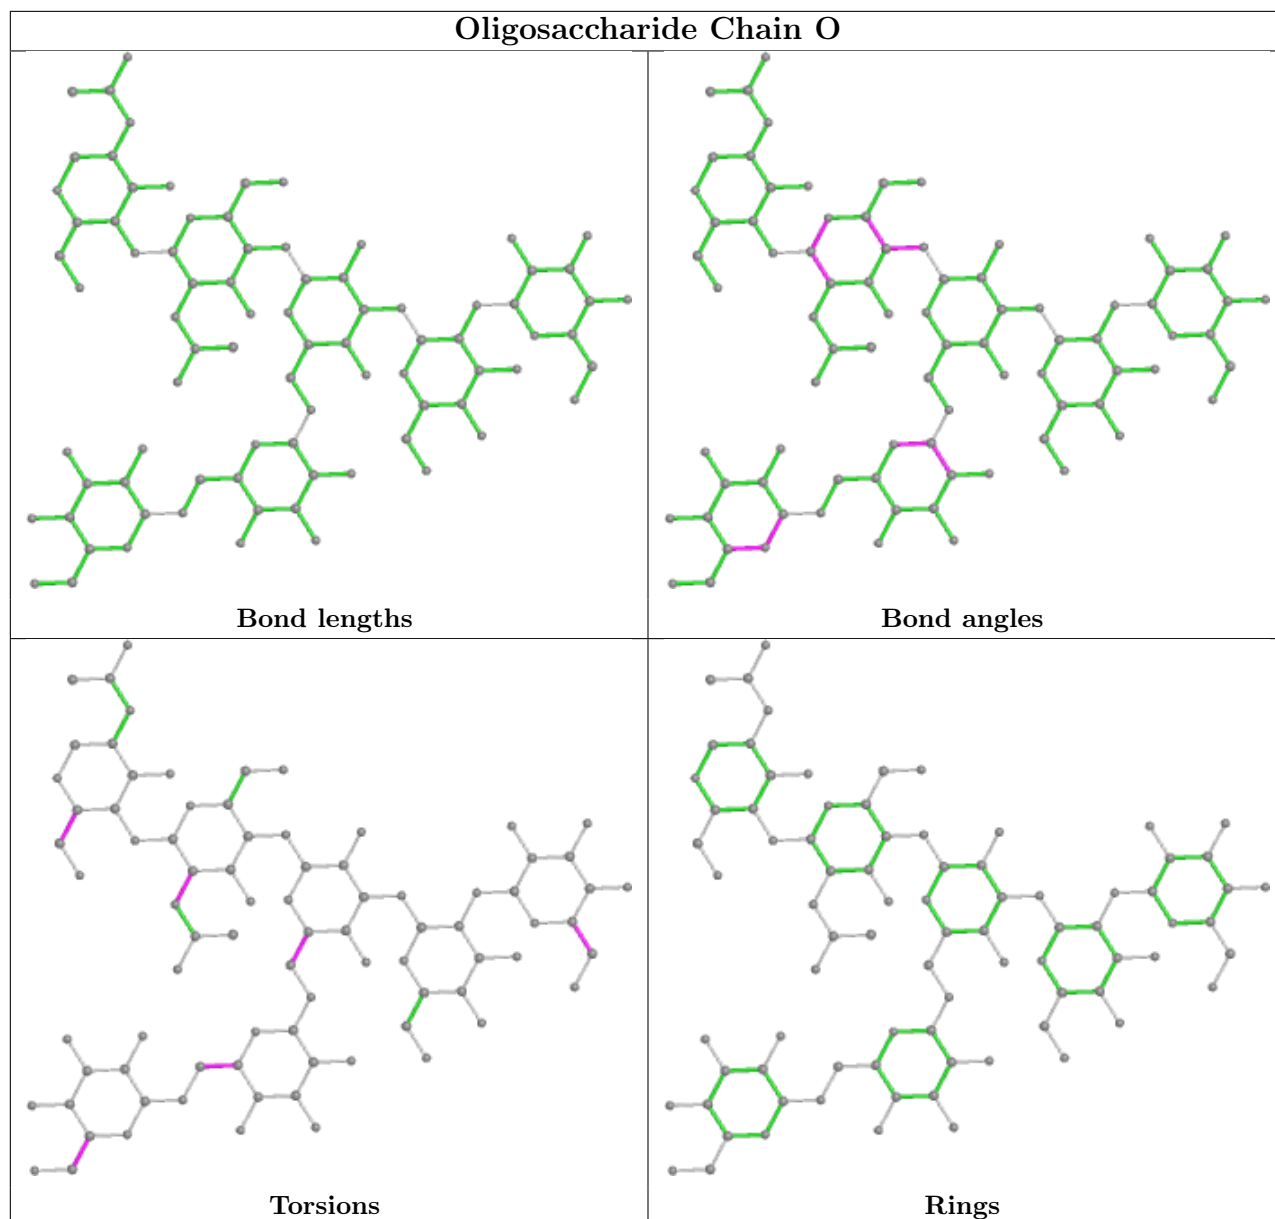 Oligosaccharide Chain O
Bond lengths
Bond angles
Torsions
Rings